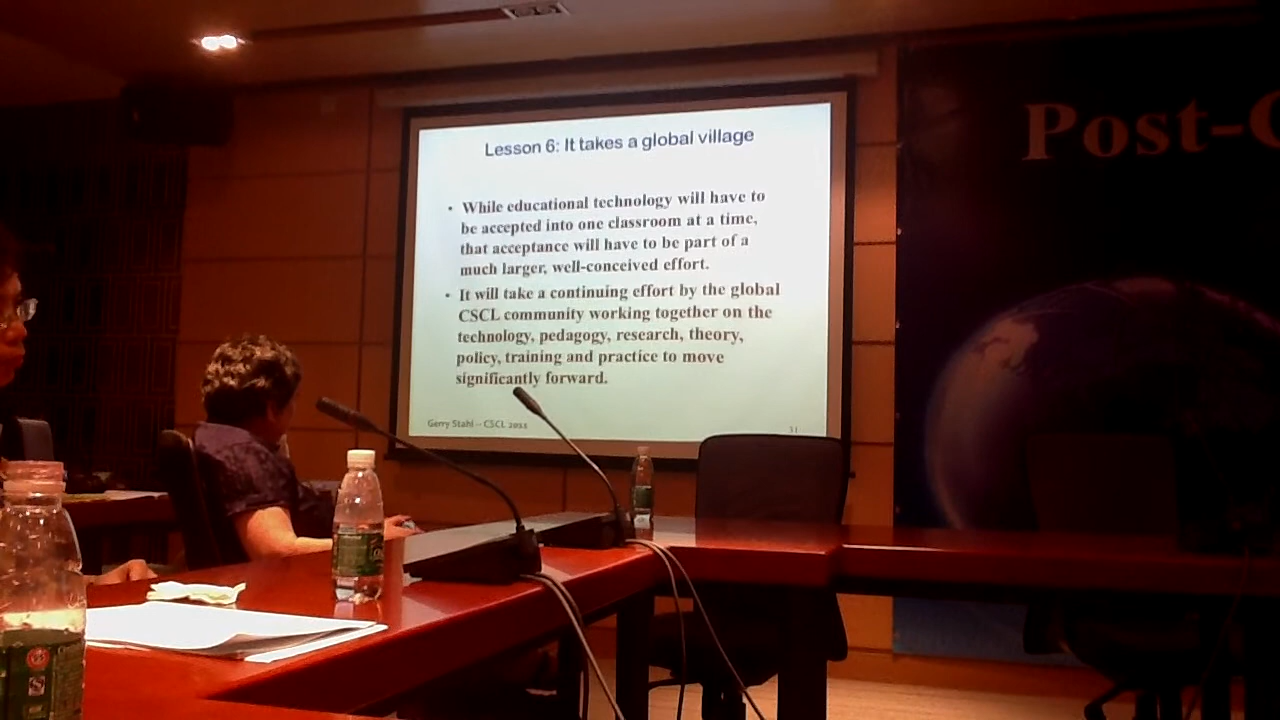 Lesson 6: It takes a global village
• While educational technology will have to
be accepted into one classroom at a time,
that acceptance will have to be part of a
much larger, well-conceived effort.
• It will take a continuing effort by the global
CSCL community working together on the
technology, pedagogy, research, theory,
policy, training and practice to move
significantly forward.
Gerry Stahl -- CSCL 2011
31
Post-